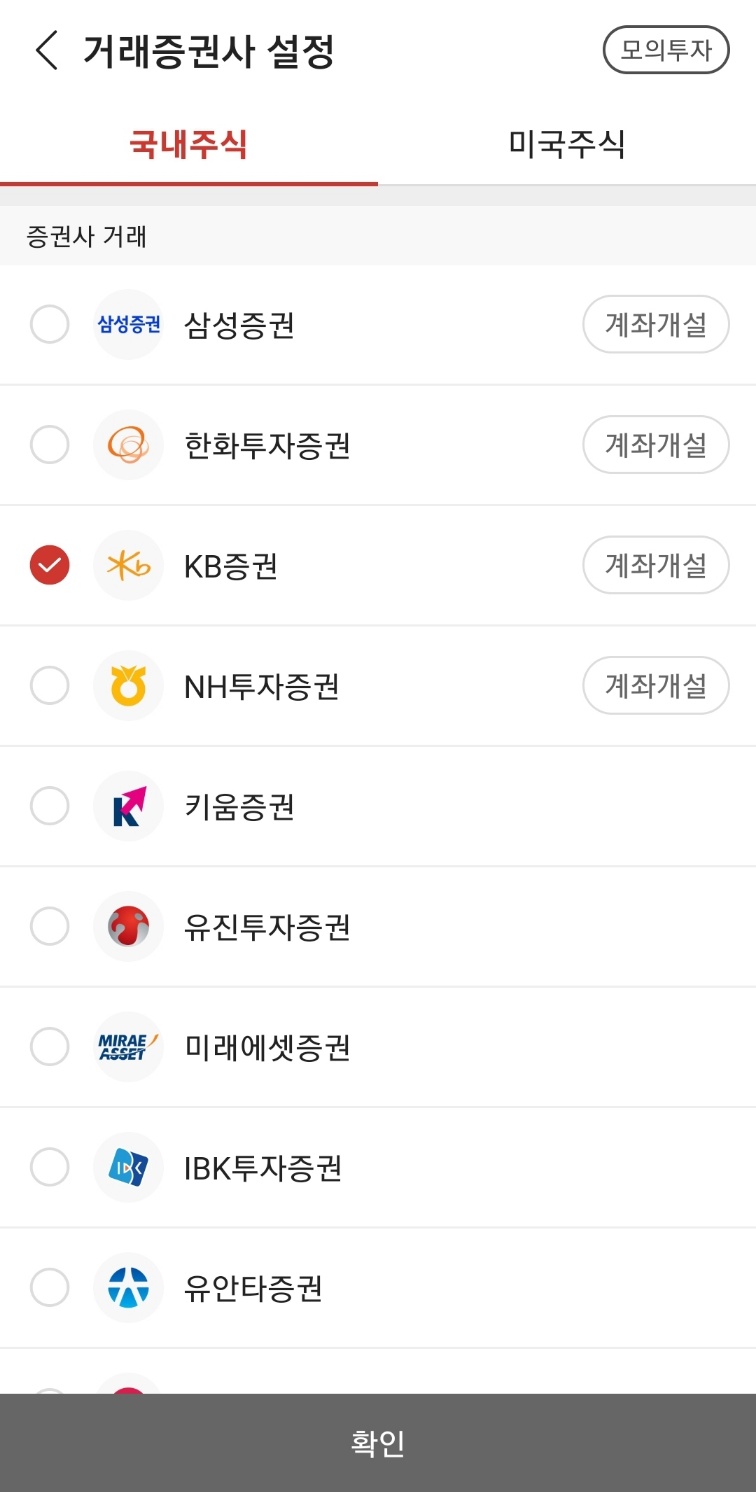 거래증권사 설정
모의투자
국내주식
미국주식
증권사 거래
삼성증권 삼성증권 계좌개설
한화투자증권 계좌개설
Kb KB증권 계좌개설
NH투자증권 계좌개설
K 키움증권
유진투자증권
MIRAE
ASSET 미래에셋증권
IBK IBK투자증권
유안타증권
확인